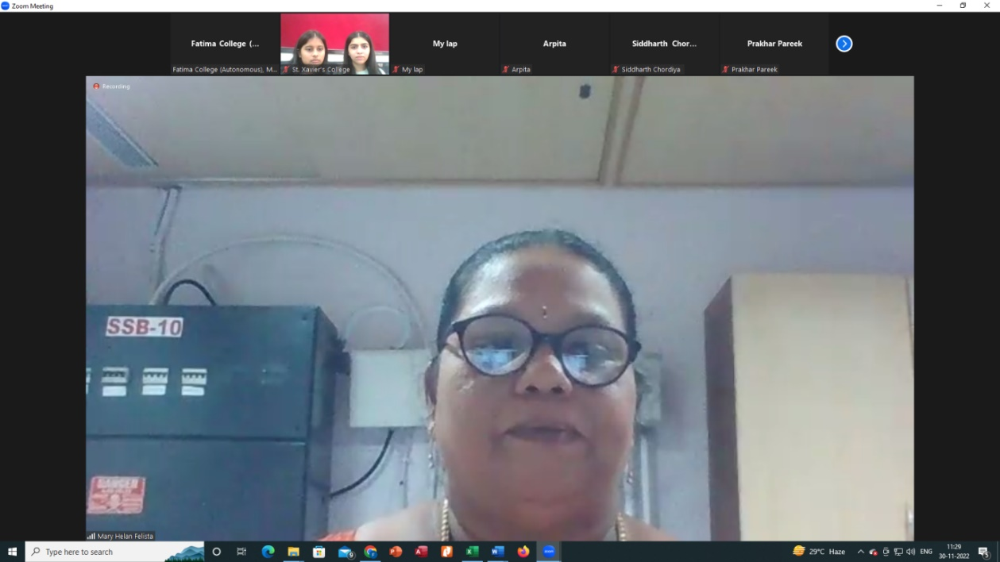 Zoom Meeting
Fatima College (...
My lap
Arpita
Siddharth Chor...
Prakhar Pareek
Fatima College (Autonomous), M...
St. Xavier's College
My lap
Arpita
Siddharth Chordiya
Prakhar Pareek
Recording
SSB-10
DANGER
Mary Helan Felista
Type here to search
9
29°C Haze
ENG
11:29
30-11-2022
5